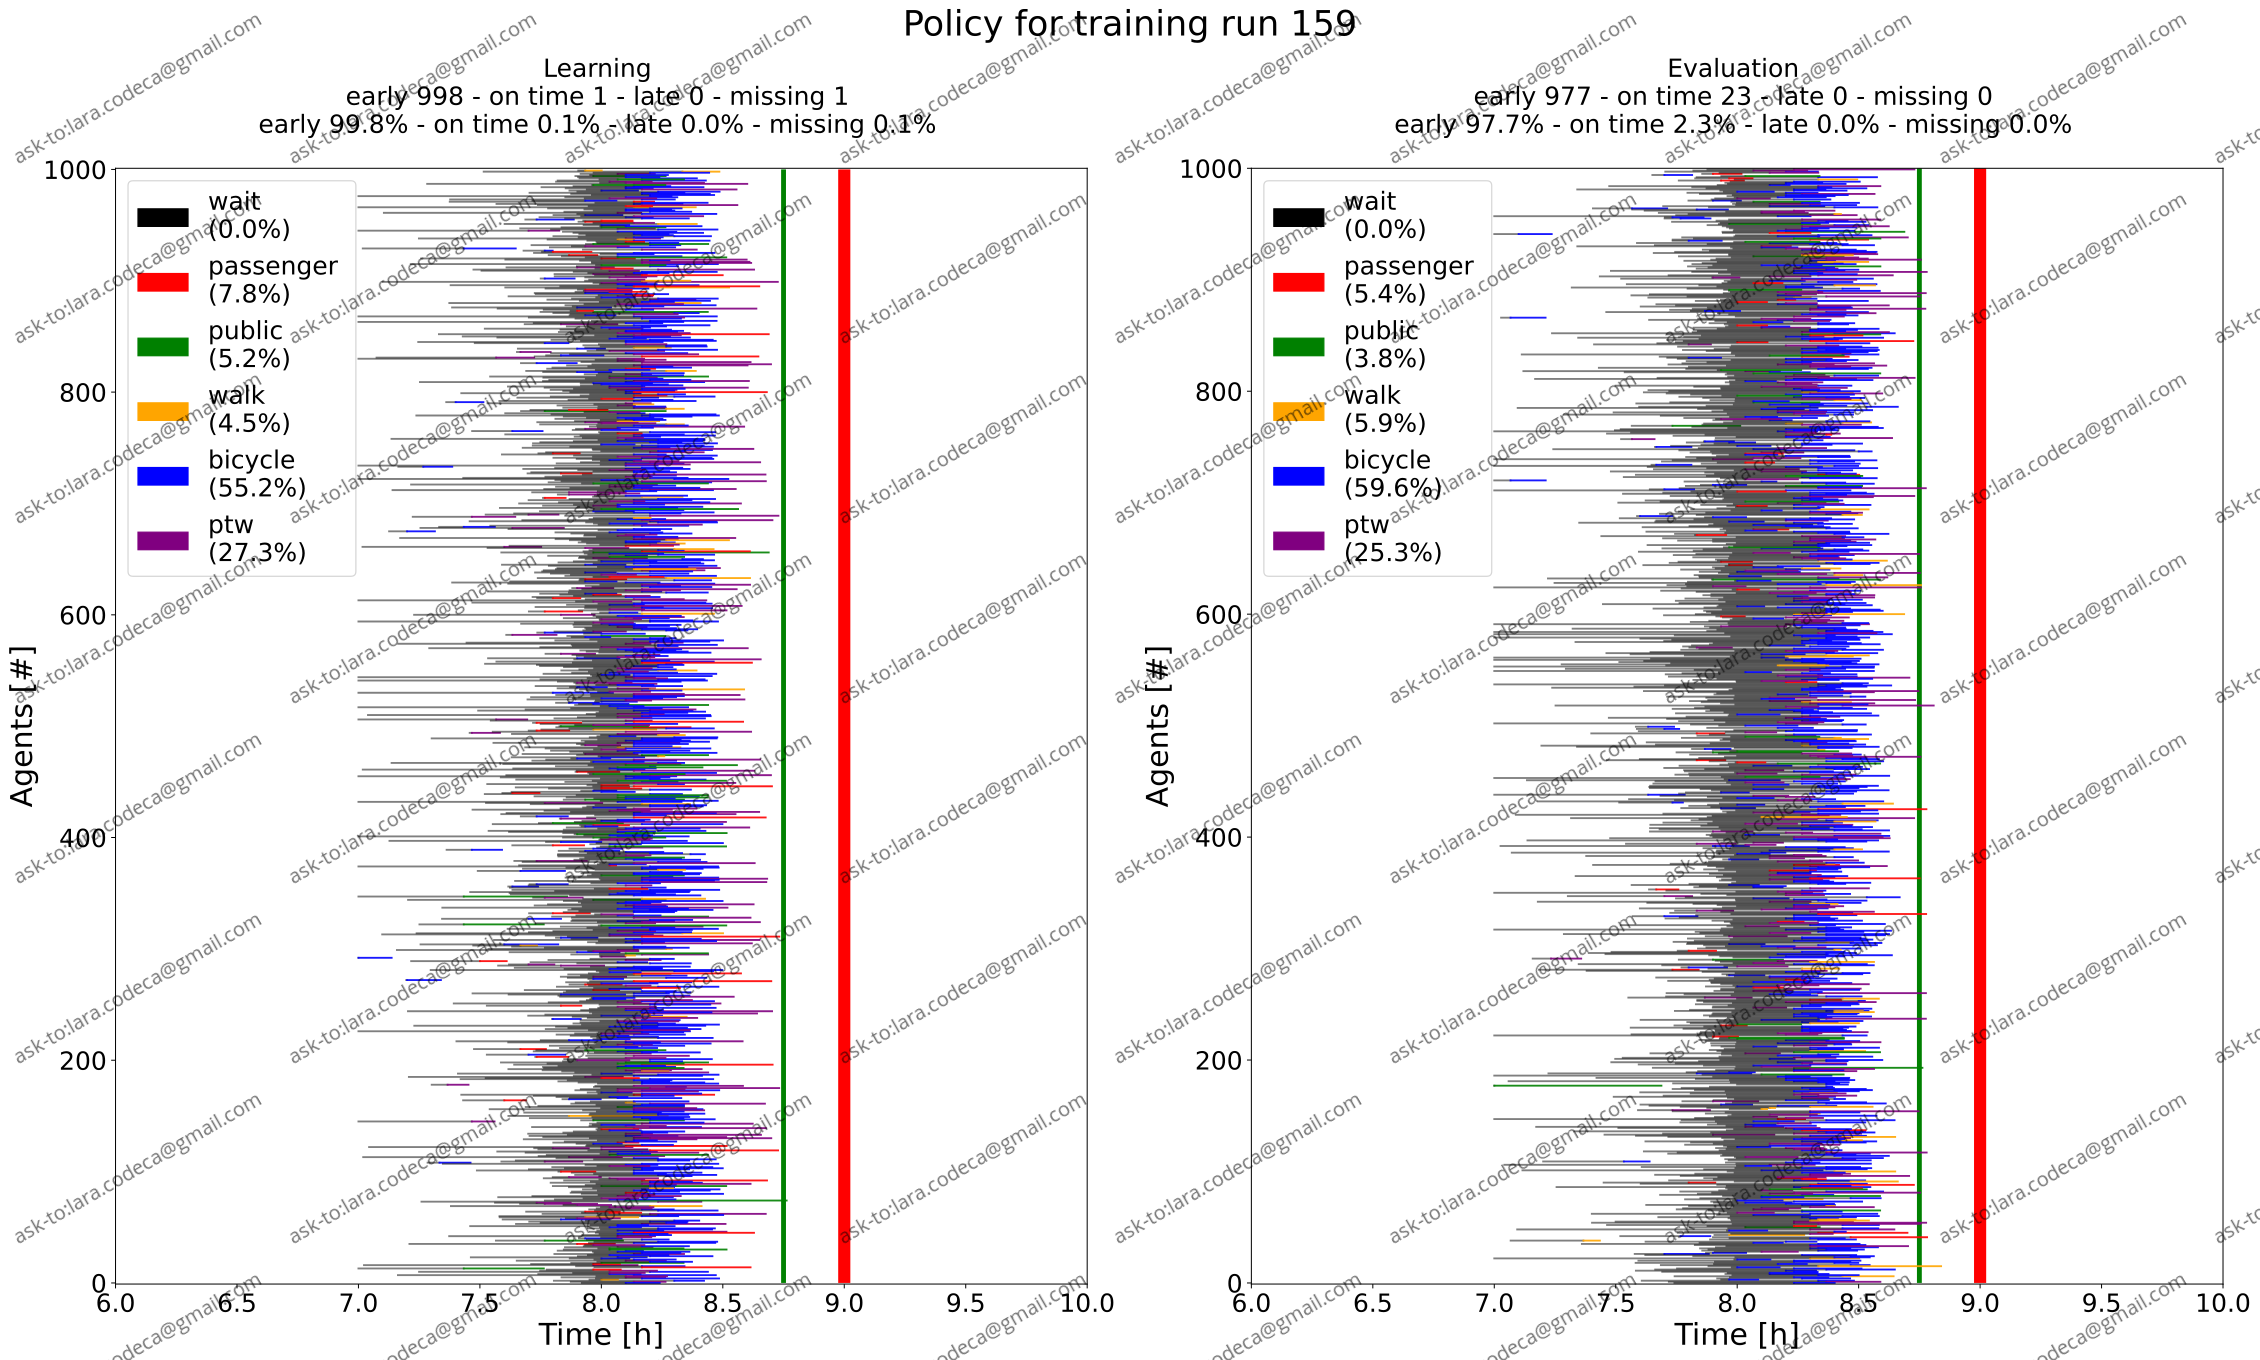 Policy for training run 159
Learning
early 998 - on time 1 - late 0 - missing 1
early 99.8% - on time 0.1% - late 0.0% - missing 0.1%
Agents [#]
1000
800
600
400
200
0
wait
(0.0%)
passenger
(7.8%)
public
(5.2%)
walk
(4.5%)
bicycle
(55.2%)
ptw
(27.3%)
6.0 6.5 7.0 7.5 8.0 8.5 9.0 9.5 10.0
Time [h]
Evaluation
early 977 - on time 23 - late 0 - missing 0
early 97.7% - on time 2.3% - late 0.0% - missing 0.0%
Agents [#]
1000
800
600
400
200
0
wait
(0.0%)
passenger
(5.4%)
public
(3.8%)
walk
(5.9%)
bicycle
(59.6%)
ptw
(25.3%)
6.0 6.5 7.0 7.5 8.0 8.5 9.0 9.5 10.0
Time [h]
ask-to:lara.codeca@gmail.com